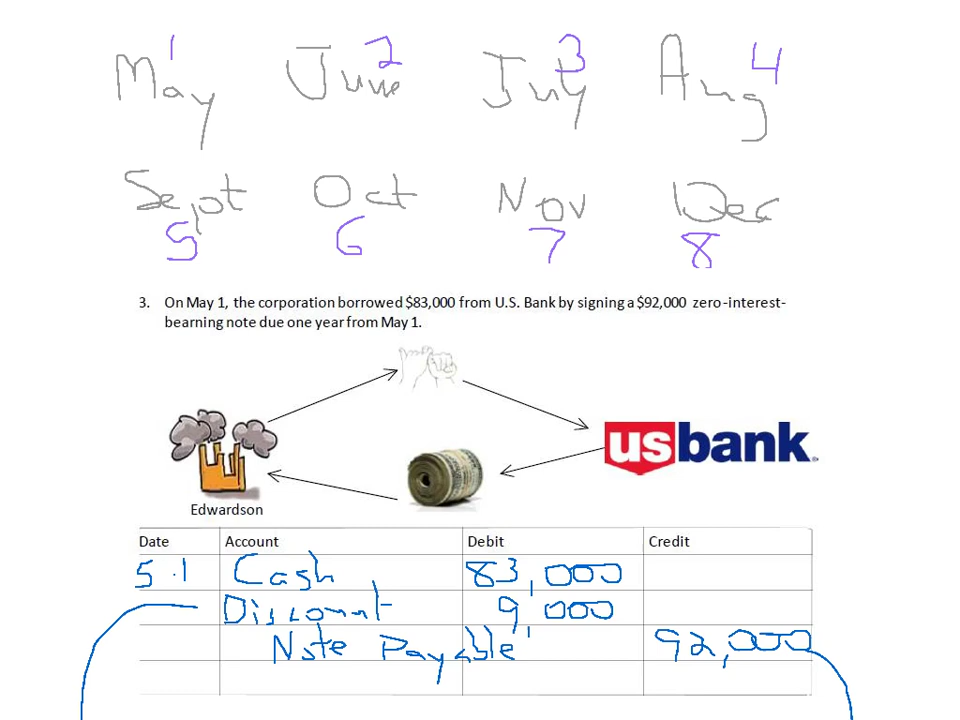 1 2 3 4
May June July Aug
Sept Oct Nov Dec
5 6 7 8
3. On May 1, the corporation borrowed $83,000 from U.S. Bank by signing a $92,000 zero-interest-
bearning note due one year from May 1.
usbank
Edwardson
Date Account Debit Credit
5.1 Cash 83,000
Discount 9,000
Note Payable 92,000